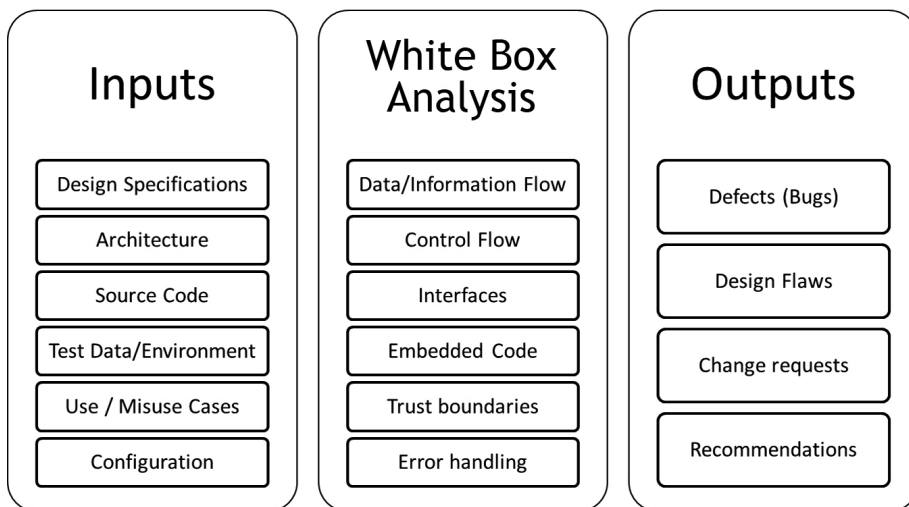 Inputs
Design Specifications
Architecture
Source Code
Test Data/Environment
Use / Misuse Cases
Configuration
White Box
Analysis
Data/Information Flow
Control Flow
Interfaces
Embedded Code
Trust boundaries
Error handling
Outputs
Defects (Bugs)
Design Flaws
Change requests
Recommendations